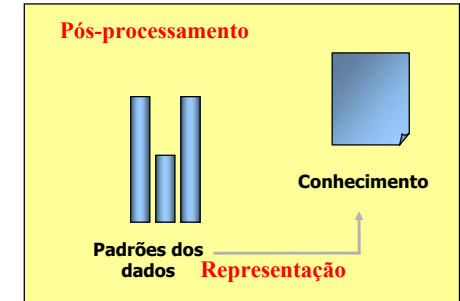 Pós-processamento
Conhecimento
Padrões dos
dados
Representação